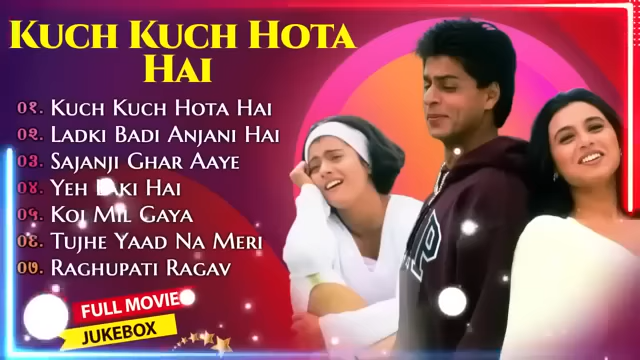 KUCH KUCH HOTA
HAI
०१. KUCH KUCH HOTA HAI
०२. LADKI BADI ANJANI HAI
०३. SAJANJI GHAR AAYE
०४. YEH HAI
०५. KOI MIL GAYA
०६. TUJHE YAAD NA MERI
०७. RAGHUPATI RAGAV
FULL MOVIE
JUKEBOX